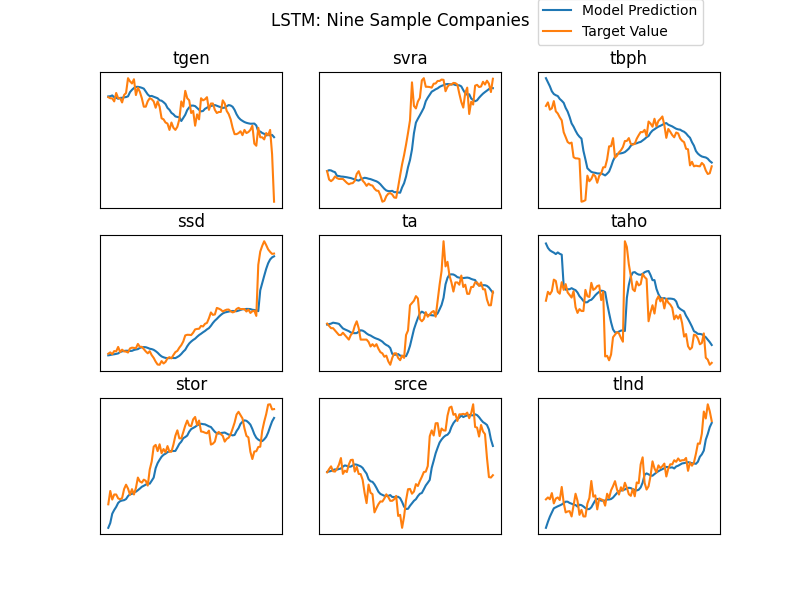 LSTM: Nine Sample Companies
Model Prediction
Target Value
tgen
svra
tbph
ssd
ta
taho
stor
srce
tlnd